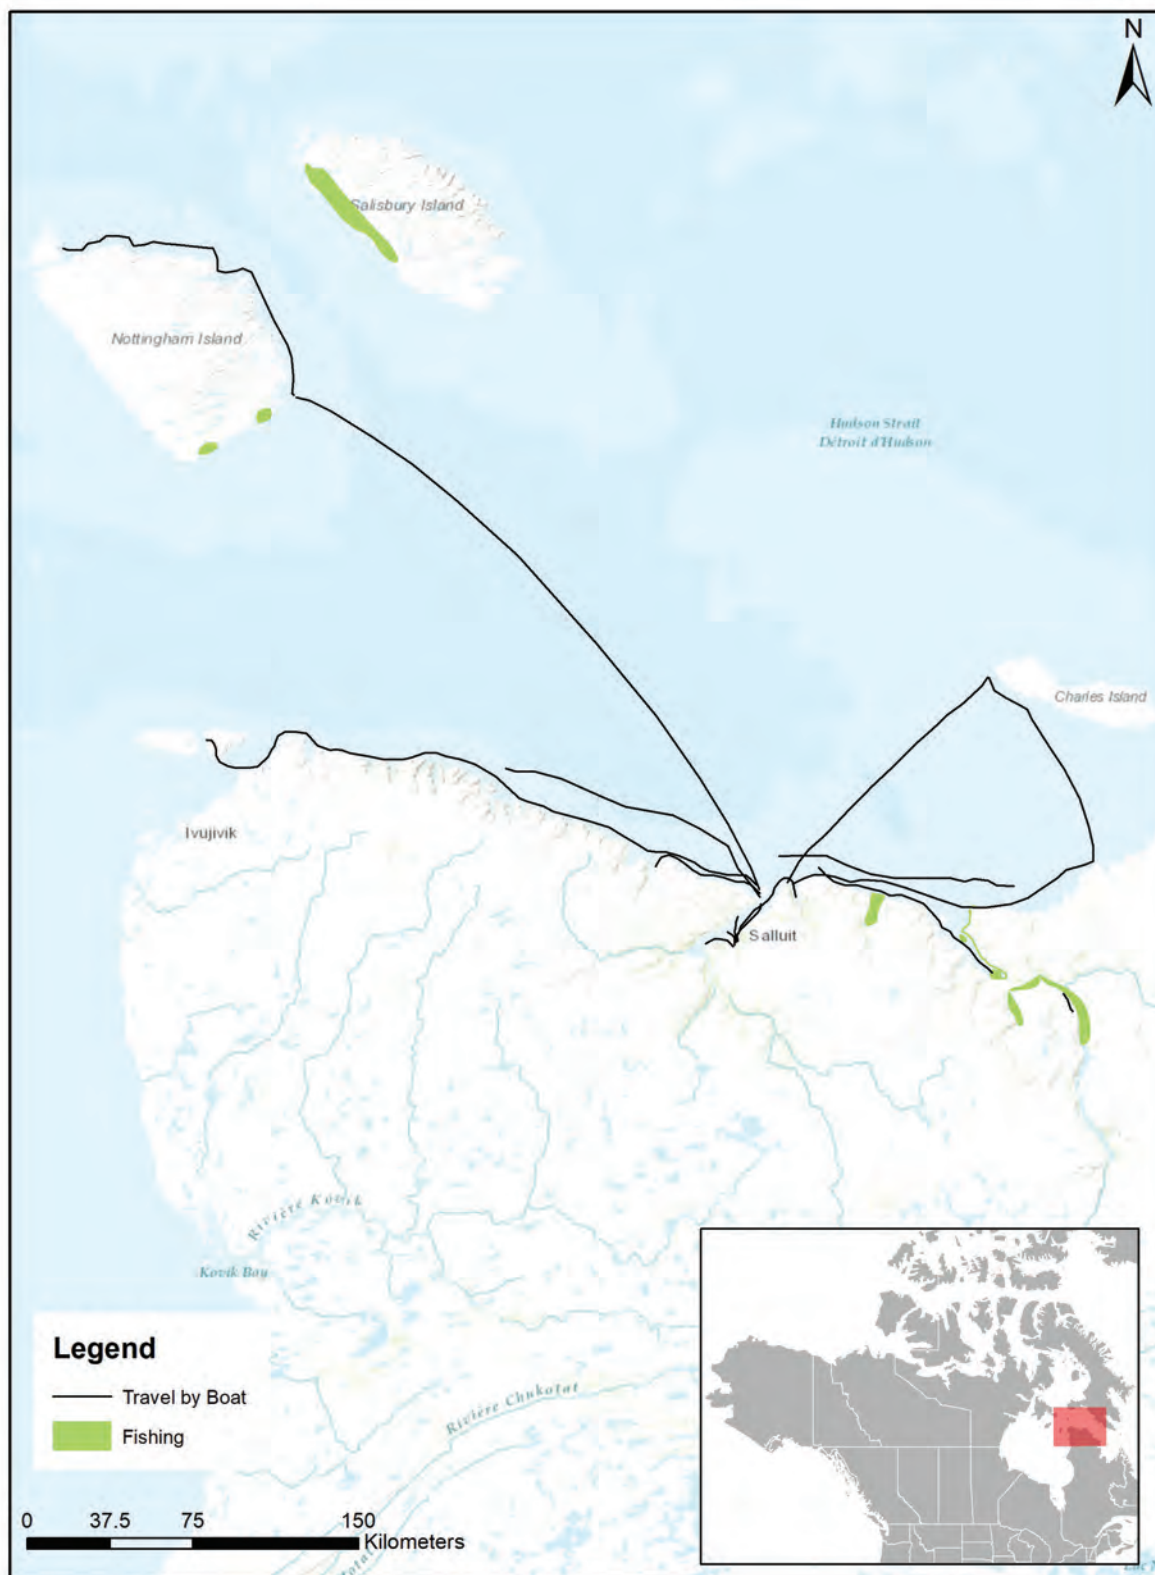 N
Salisbury Island
Nottingham Island
Hudson Strait
Détroit d'Hudson
Charles Island
Ivujivik
Salluit
Rivière Kovik
Kovik Bay
Rivière Chukotat
Legend
Travel by Boat
Fishing
0 37.5 75 150
Kilometers